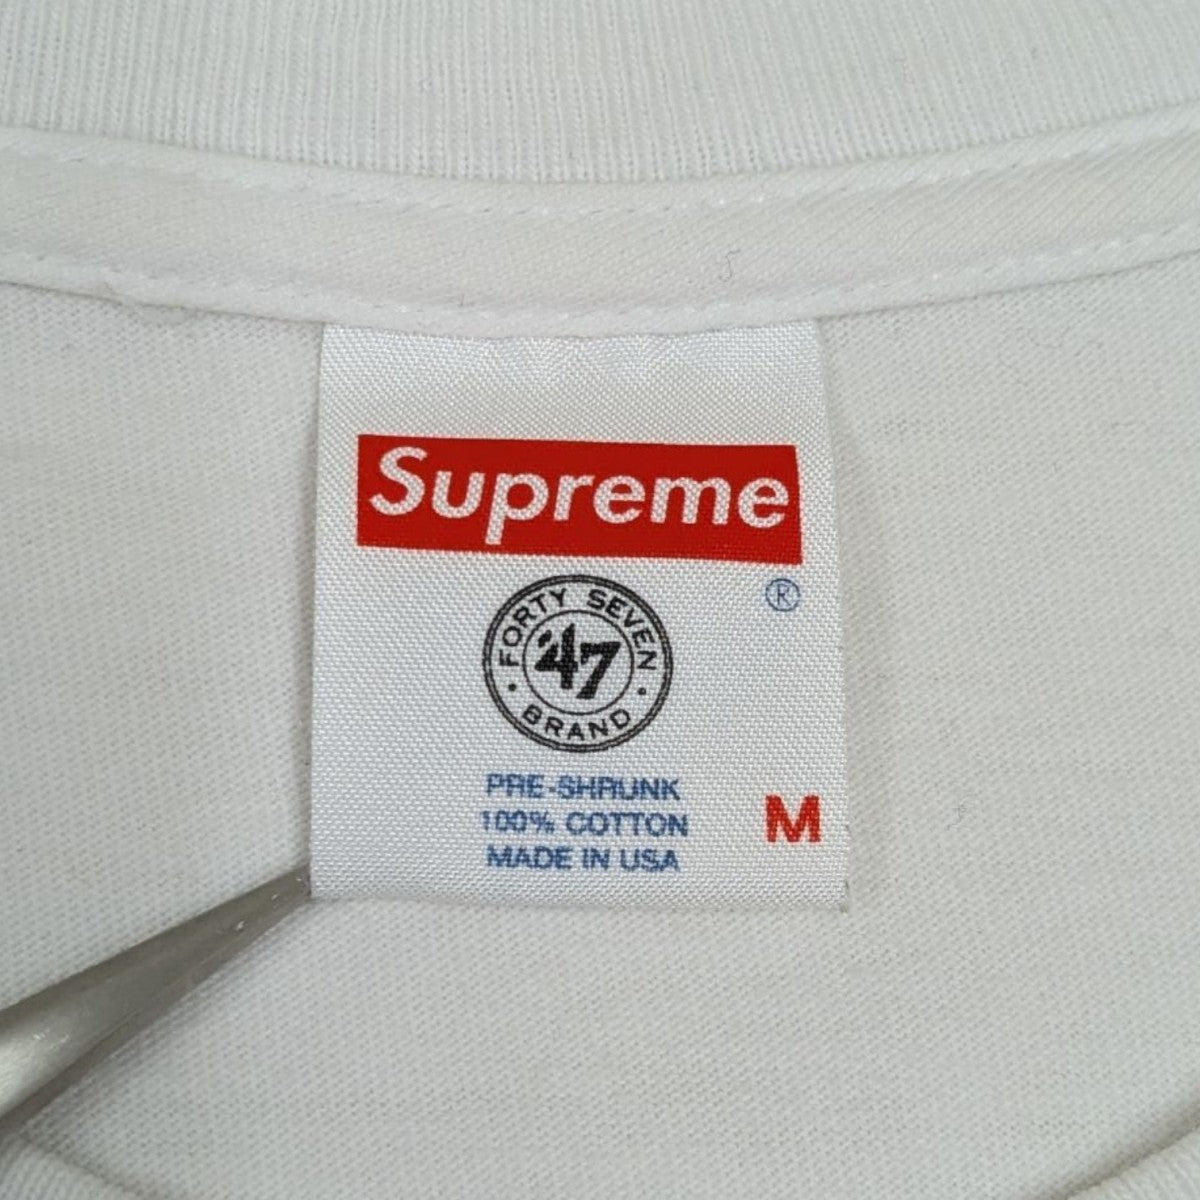 Supreme
®
FORTY SEVEN
'47
BRAND
PRE-SHRUNK
100% COTTON
MADE IN USA
M